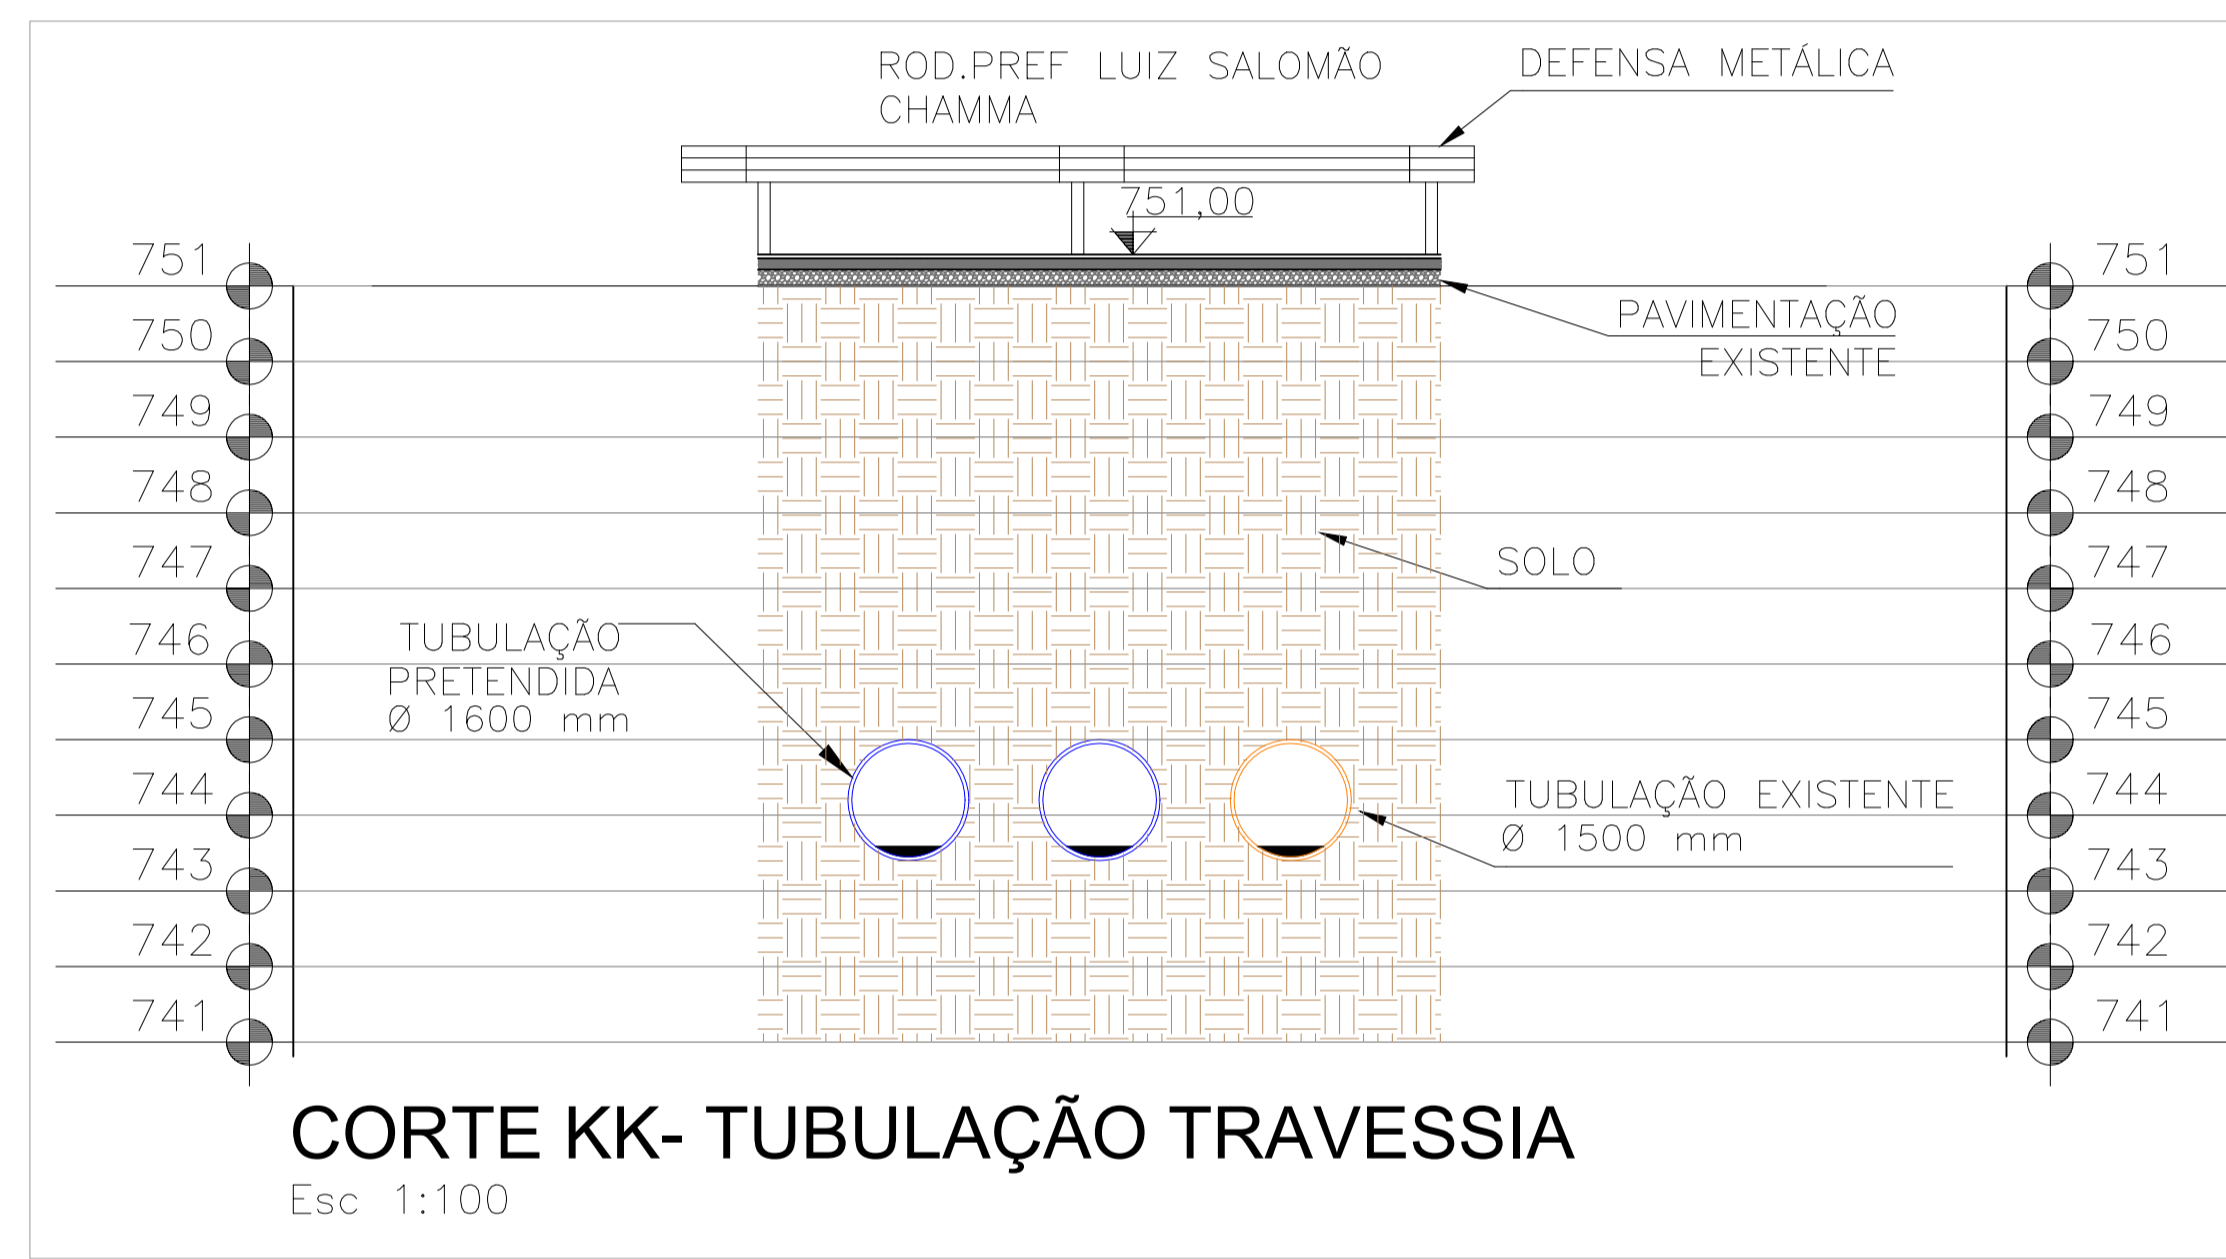 ROD.PREF LUIZ SALOMÃO
CHAMMA
DEFENSA METÁLICA
751,00
751
751
PAVIMENTAÇÃO
EXISTENTE
750
750
749
749
748
748
747
747
SOLO
746
746
TUBULAÇÃO
PRETENDIDA
Ø 1600 mm
745
745
744
744
TUBULAÇÃO EXISTENTE
Ø 1500 mm
743
743
742
742
741
741
CORTE KK- TUBULAÇÃO TRAVESSIA
Esc 1:100